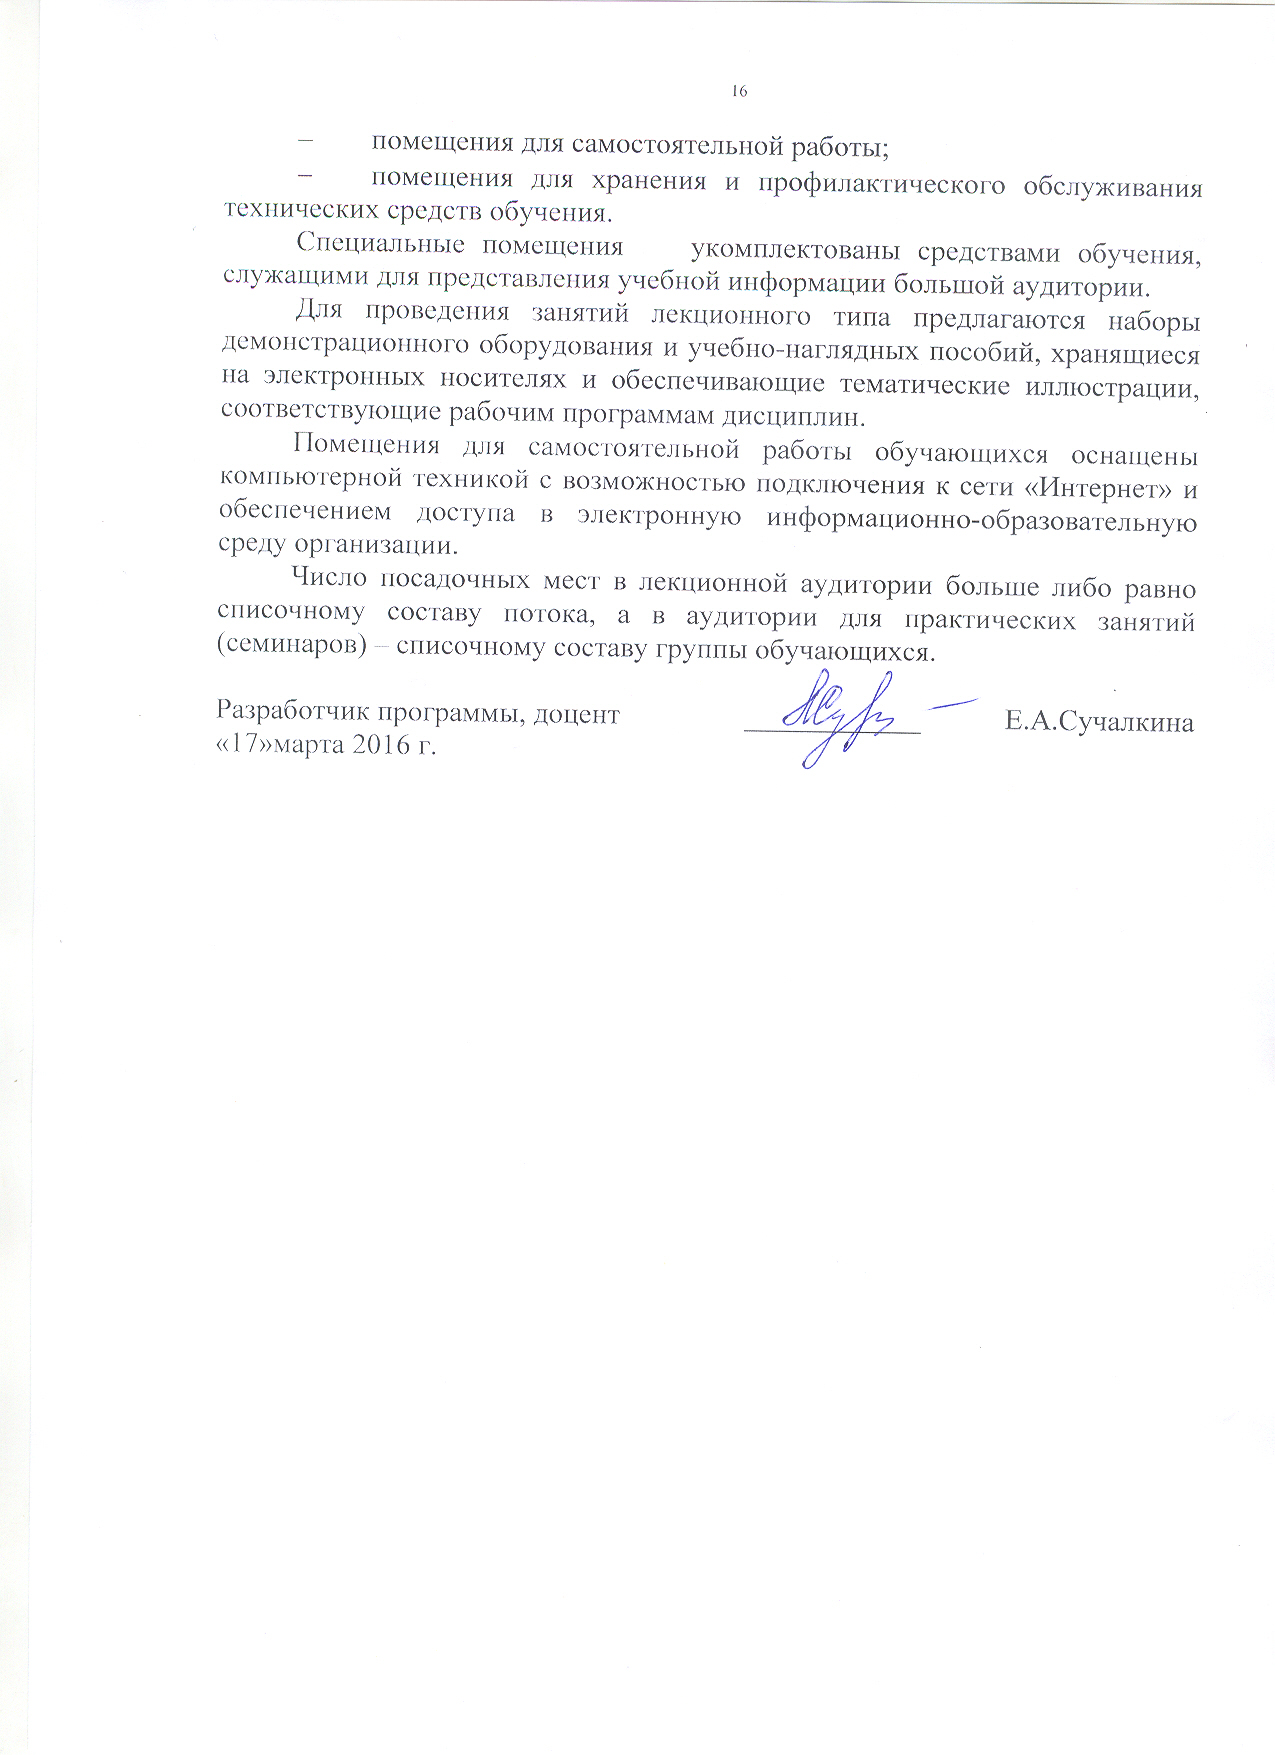 16
– помещения для самостоятельной работы;
– помещения для хранения и профилактического обслуживания
технических средств обучения.
Специальные помещения укомплектованы средствами обучения,
служащими для представления учебной информации большой аудитории.
Для проведения занятий лекционного типа предлагаются наборы
демонстрационного оборудования и учебно-наглядных пособий, хранящиеся
на электронных носителях и обеспечивающие тематические иллюстрации,
соответствующие рабочим программам дисциплин.
Помещения для самостоятельной работы обучающихся оснащены
компьютерной техникой с возможностью подключения к сети «Интернет» и
обеспечением доступа в электронную информационно-образовательную
среду организации.
Число посадочных мест в лекционной аудитории больше либо равно
списочному составу потока, а в аудитории для практических занятий
(семинаров) – списочному составу группы обучающихся.
Разработчик программы, доцент Е.А.Сучалкина
«17»марта 2016 г.